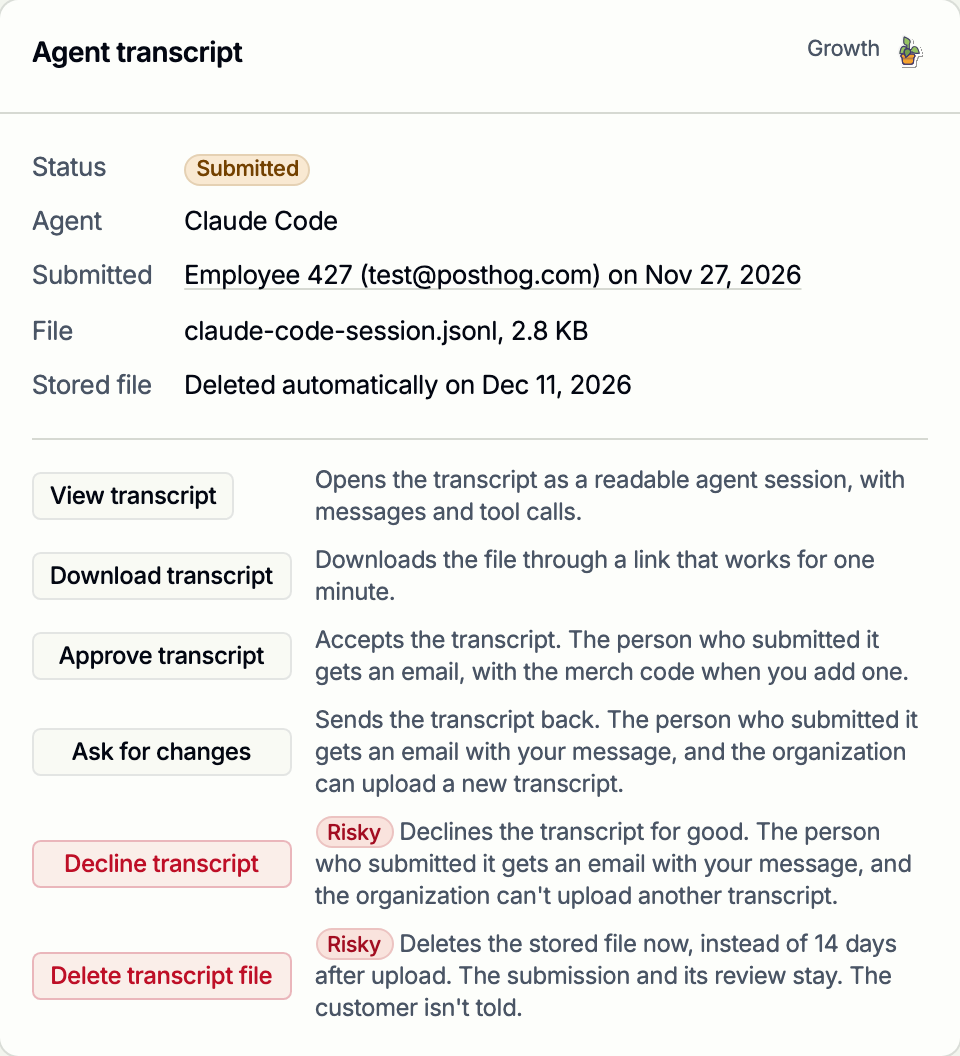 Agent transcript
Growth
Status
Submitted
Agent
Claude Code
Submitted
Employee 427 (test@posthog.com) on Nov 27, 2026
File
claude-code-session.jsonl, 2.8 KB
Stored file
Deleted automatically on Dec 11, 2026
View transcript
Opens the transcript as a readable agent session, with
messages and tool calls.
Download transcript
Downloads the file through a link that works for one
minute.
Approve transcript
Accepts the transcript. The person who submitted it
gets an email, with the merch code when you add one.
Ask for changes
Sends the transcript back. The person who submitted it
gets an email with your message, and the organization
can upload a new transcript.
Decline transcript
Risky Declines the transcript for good. The person
who submitted it gets an email with your message, and
the organization can't upload another transcript.
Delete transcript file
Risky Deletes the stored file now, instead of 14 days
after upload. The submission and its review stay. The
customer isn't told.